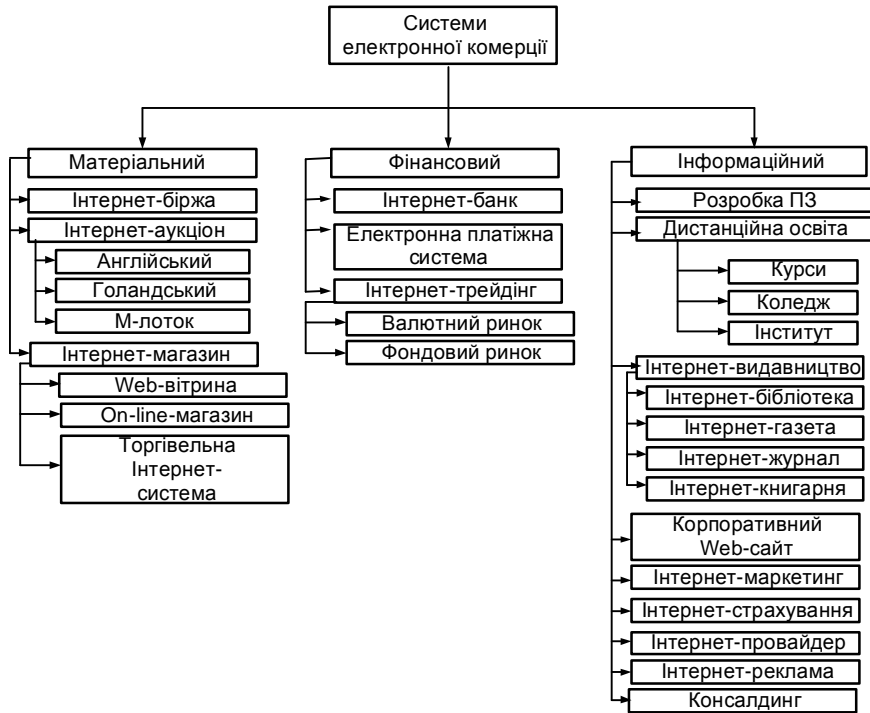 Системи
електронної комерції
Матеріальний
Інтернет-біржа
Інтернет-аукціон
Англійський
Голандський
М-лоток
Інтернет-магазин
Web-вітрина
On-line-магазин
Торгівельна
Інтернет-
система
Фінансовий
Інтернет-банк
Електронна платіжна
система
Інтернет-трейдінг
Валютний ринок
Фондовий ринок
Інформаційний
Розробка ПЗ
Дистанційна освіта
Курси
Коледж
Інститут
Інтернет-видавництво
Інтернет-бібліотека
Інтернет-газета
Інтернет-журнал
Інтернет-книгарня
Корпоративний
Web-сайт
Інтернет-маркетинг
Інтернет-страхування
Інтернет-провайдер
Інтернет-реклама
Консалдинг